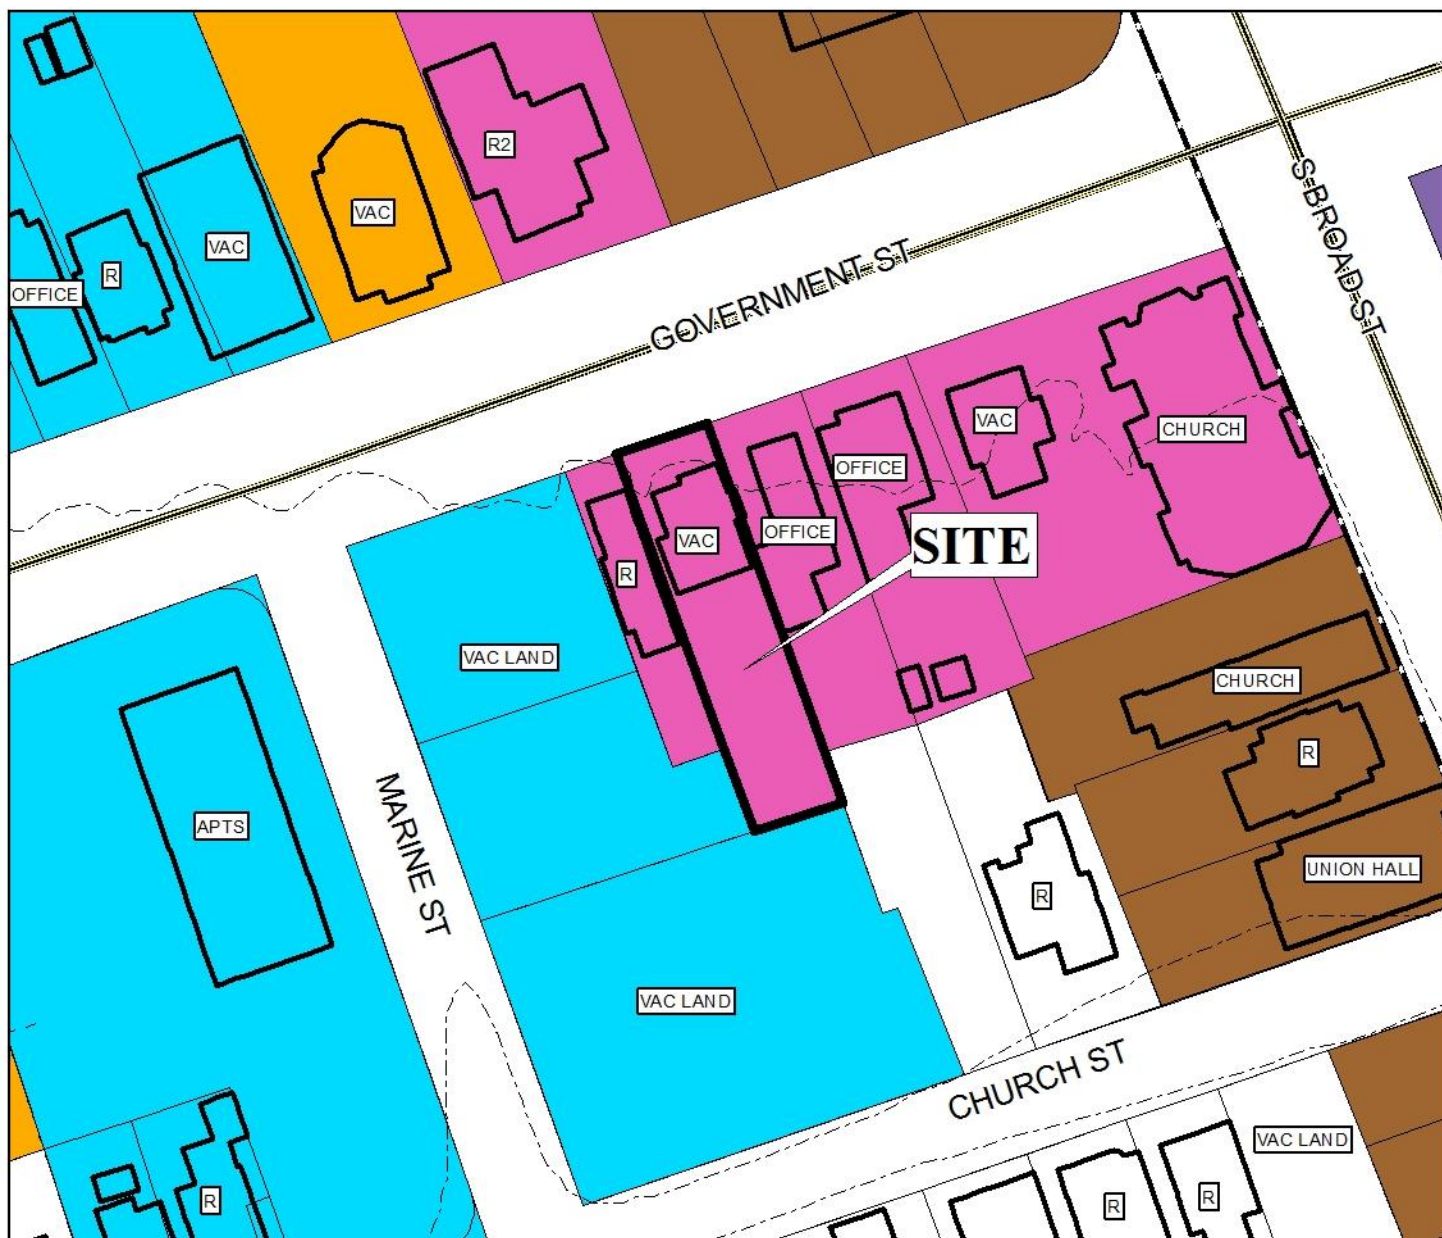 R2
VAC
VAC
R
OFFICE
S BROAD ST
GOVERNMENT ST
VAC
CHURCH
OFFICE
OFFICE
VAC
SITE
R
VAC LAND
CHURCH
R
MARINE ST
APTS
UNION HALL
R
VAC LAND
CHURCH ST
VAC LAND
R
R
R